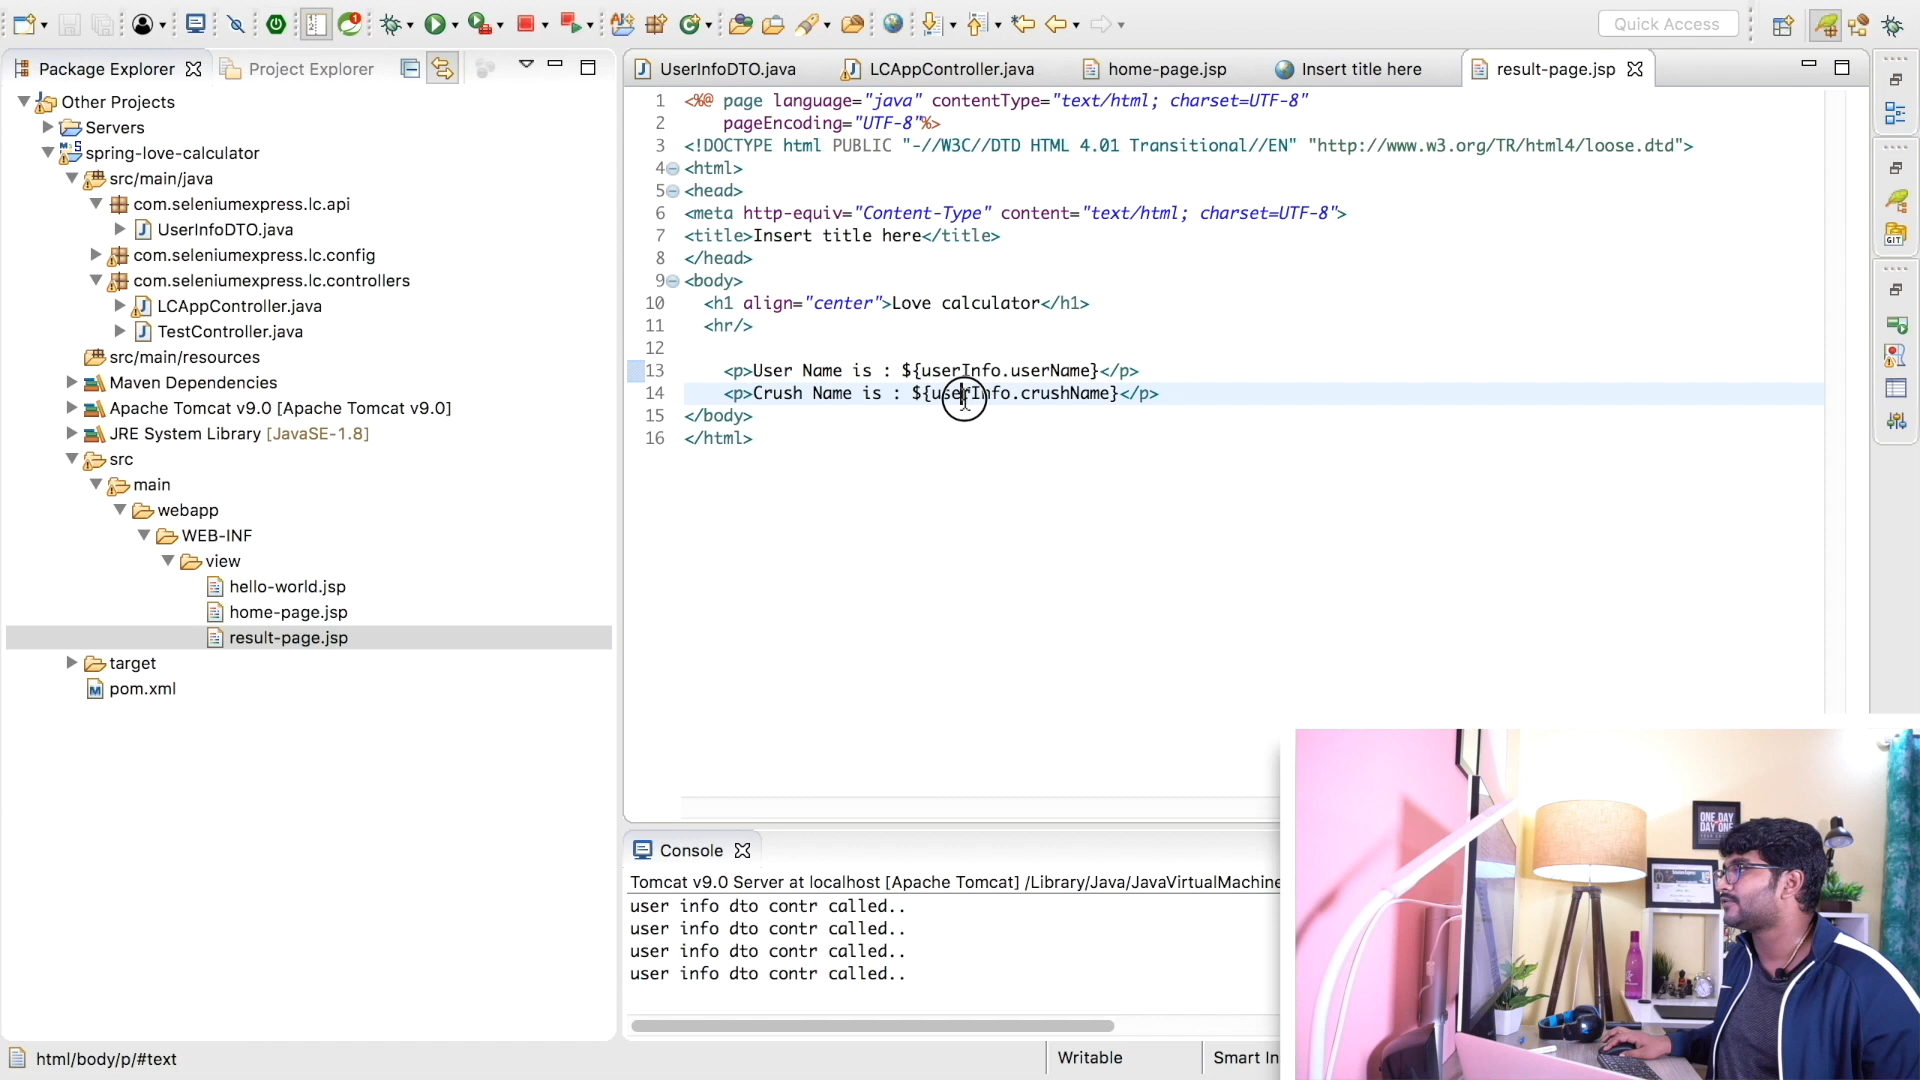 Quick Access
Package Explorer
Project Explorer
Other Projects
Servers
spring-love-calculator
src/main/java
com.seleniumexpress.lc.api
UserInfoDTO.java
com.seleniumexpress.lc.config
com.seleniumexpress.lc.controllers
LCAppController.java
TestController.java
src/main/resources
Maven Dependencies
Apache Tomcat v9.0 [Apache Tomcat v9.0]
JRE System Library [JavaSE-1.8]
src
main
webapp
WEB-INF
view
hello-world.jsp
home-page.jsp
result-page.jsp
target
pom.xml
UserInfoDTO.java
LCAppController.java
home-page.jsp
Insert title here
result-page.jsp
1 <%@ page language="java" contentType="text/html; charset=UTF-8"
2 pageEncoding="UTF-8"%>
3 <!DOCTYPE html PUBLIC "-//W3C//DTD HTML 4.01 Transitional//EN" "http://www.w3.org/TR/html4/loose.dtd">
4 <html>
5 <head>
6 <meta http-equiv="Content-Type" content="text/html; charset=UTF-8">
7 <title>Insert title here</title>
8 </head>
9 <body>
10 <h1 align="center">Love calculator</h1>
11 <hr/>
12
13 <p>User Name is : ${userInfo.userName}</p>
14 <p>Crush Name is : ${userInfo.crushName}</p>
15 </body>
16 </html>
Console
Tomcat v9.0 Server at localhost [Apache Tomcat] /Library/Java/JavaVirtualMachine
user info dto contr called..
user info dto contr called..
user info dto contr called..
user info dto contr called..
html/body/p/#text
Writable
Smart In
ONE DAY
DAY ONE